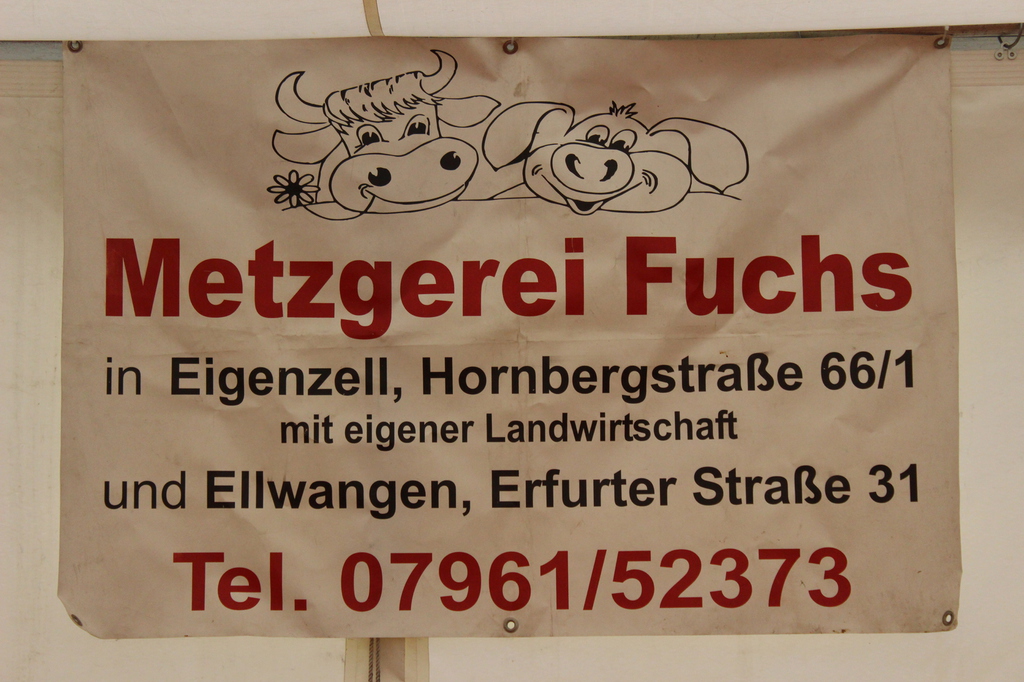 Metzgerei Fuchs
in Eigenzell, Hornbergstraße 66/1
mit eigener Landwirtschaft
und Ellwangen, Erfurter Straße 31
Tel. 07961/52373